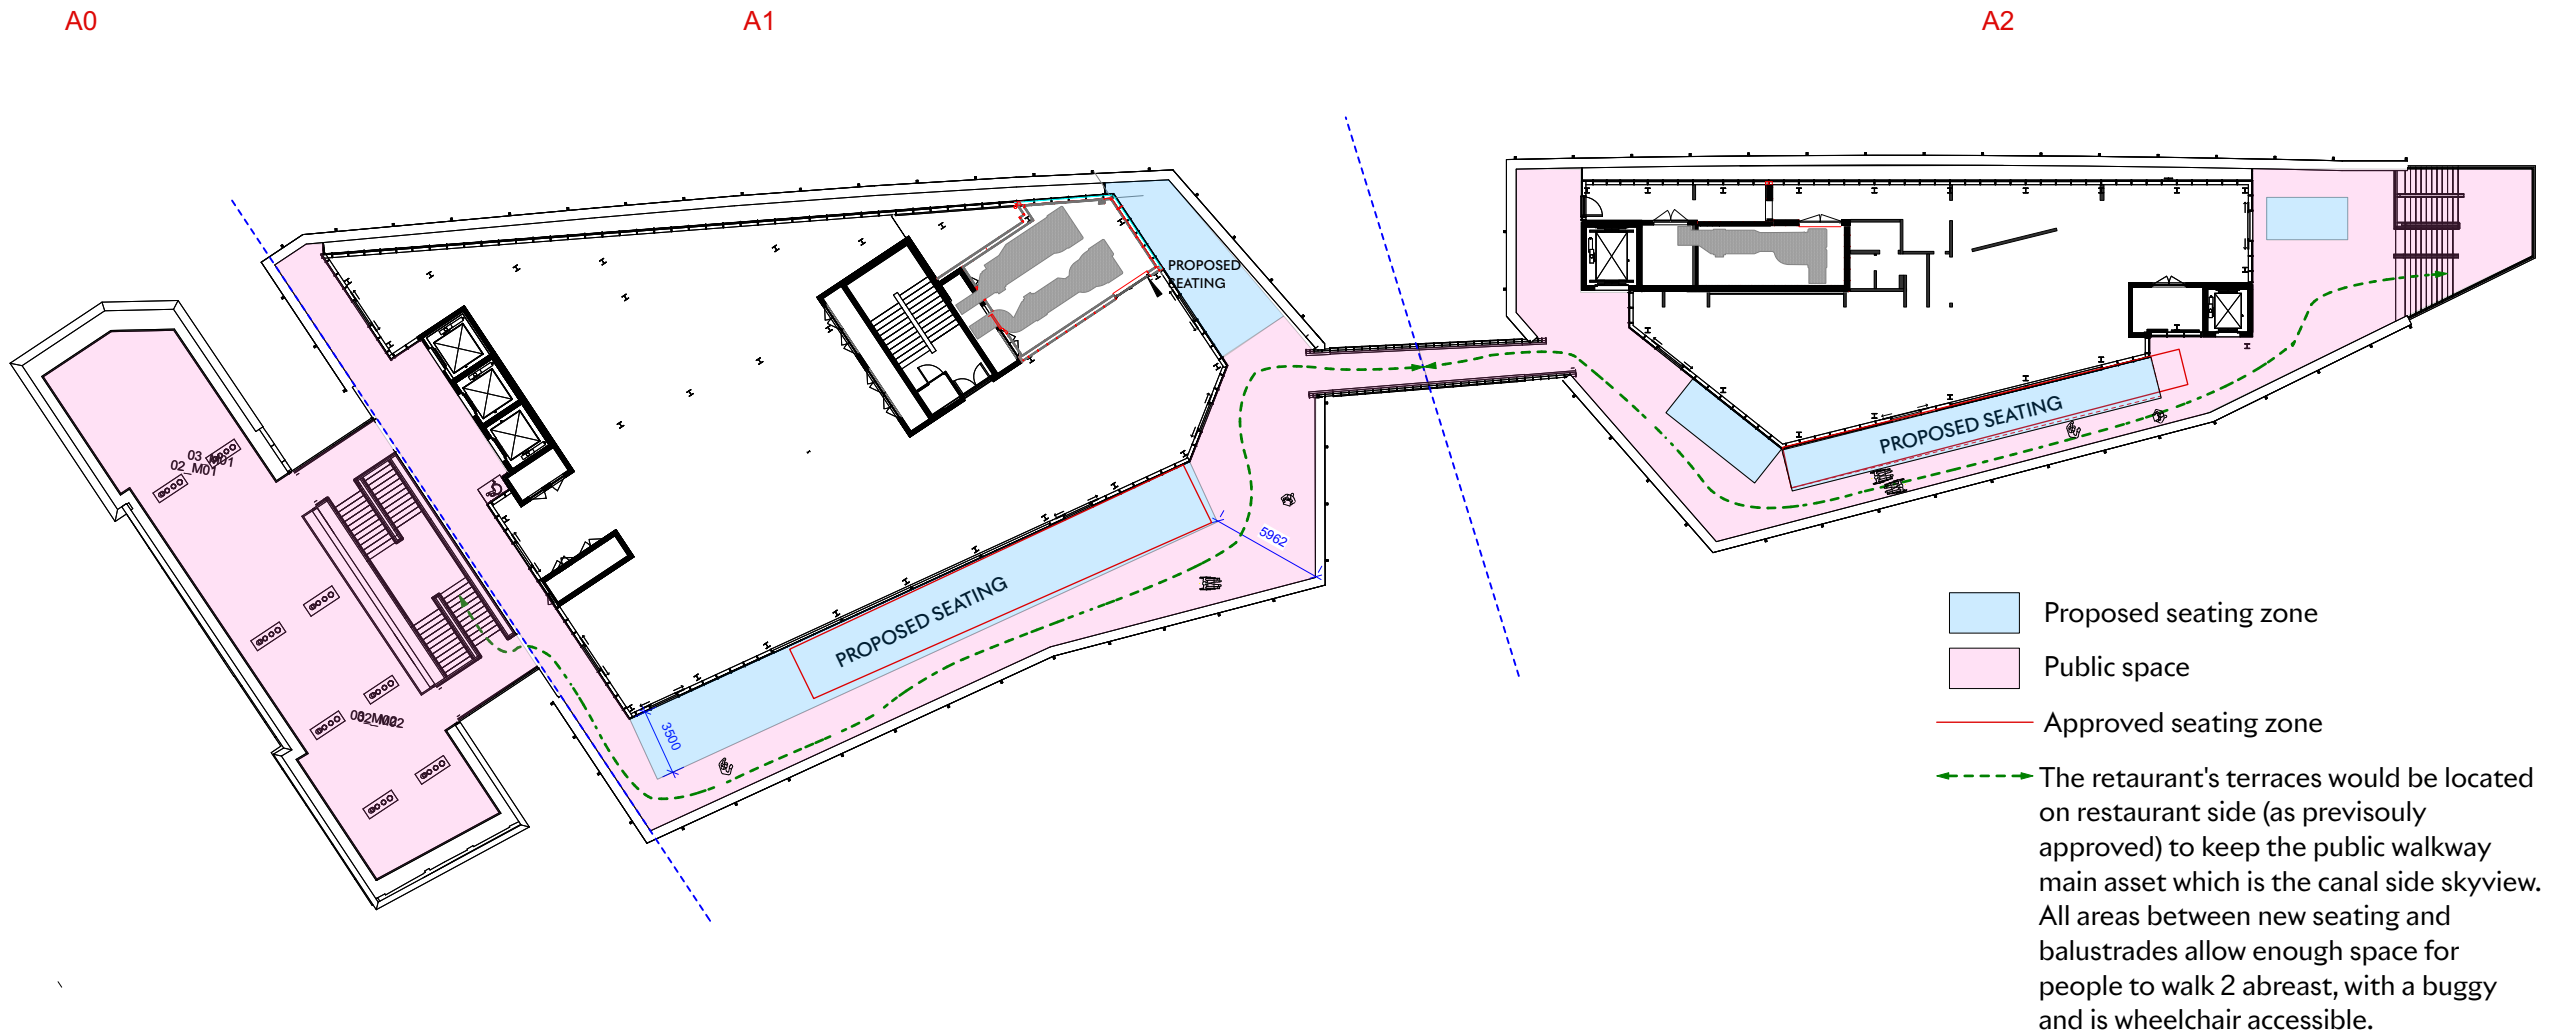 A0
A1
A2
PROPOSED
SEATING
PROPOSED SEATING
5962
3500
PROPOSED SEATING
02_M01
Proposed seating zone
Public space
Approved seating zone
The retaurant's terraces would be located
on restaurant side (as previsouly
approved) to keep the public walkway
main asset which is the canal side skyview.
All areas between new seating and
balustrades allow enough space for
people to walk 2 abreast, with a buggy
and is wheelchair accessible.